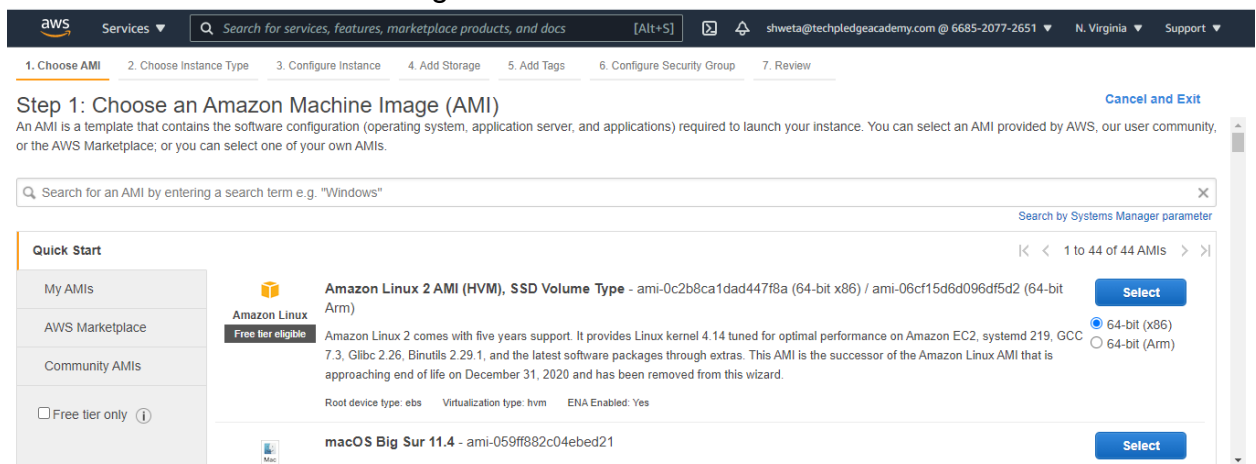 aws Services ▼ Search for services, features, marketplace products, and docs [Alt+S] shweta@techpledgeacademy.com @ 6685-2077-2651 ▼ N. Virginia ▼ Support ▼
1. Choose AMI 2. Choose Instance Type 3. Configure Instance 4. Add Storage 5. Add Tags 6. Configure Security Group 7. Review
Step 1: Choose an Amazon Machine Image (AMI)
Cancel and Exit
An AMI is a template that contains the software configuration (operating system, application server, and applications) required to launch your instance. You can select an AMI provided by AWS, our user community,
or the AWS Marketplace; or you can select one of your own AMIs.
Search for an AMI by entering a search term e.g. "Windows"
Search by Systems Manager parameter
Quick Start
1 to 44 of 44 AMIs
My AMIs
AWS Marketplace
Community AMIs
Free tier only
Amazon Linux
Free tier eligible
Amazon Linux 2 AMI (HVM), SSD Volume Type - ami-0c2b8ca1dad447f8a (64-bit x86) / ami-06cf15d6d096df5d2 (64-bit
Arm)
Amazon Linux 2 comes with five years support. It provides Linux kernel 4.14 tuned for optimal performance on Amazon EC2, systemd 219, GCC
7.3, Glibc 2.26, Binutils 2.29.1, and the latest software packages through extras. This AMI is the successor of the Amazon Linux AMI that is
approaching end of life on December 31, 2020 and has been removed from this wizard.
Root device type: ebs Virtualization type: hvm ENA Enabled: Yes
Select
64-bit (x86)
64-bit (Arm)
Mac
macOS Big Sur 11.4 - ami-059ff882c04ebed21
Select